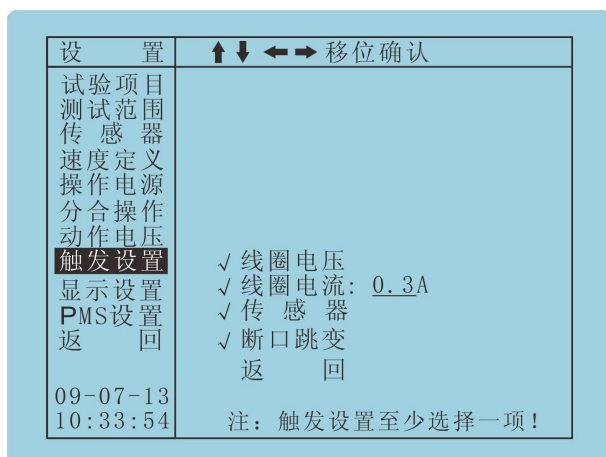 设 置 ↑↓←→移位确认
试验项目
测试范围
传 感 器
速度定义
操作电源
分合操作
动作电压
触发设置 √线圈电压
显示设置 √线圈电流: 0.3A
PMS设置 √传 感 器
返 回 √断口跳变
返 回
09-07-13
10:33:54 注: 触发设置至少选择一项!